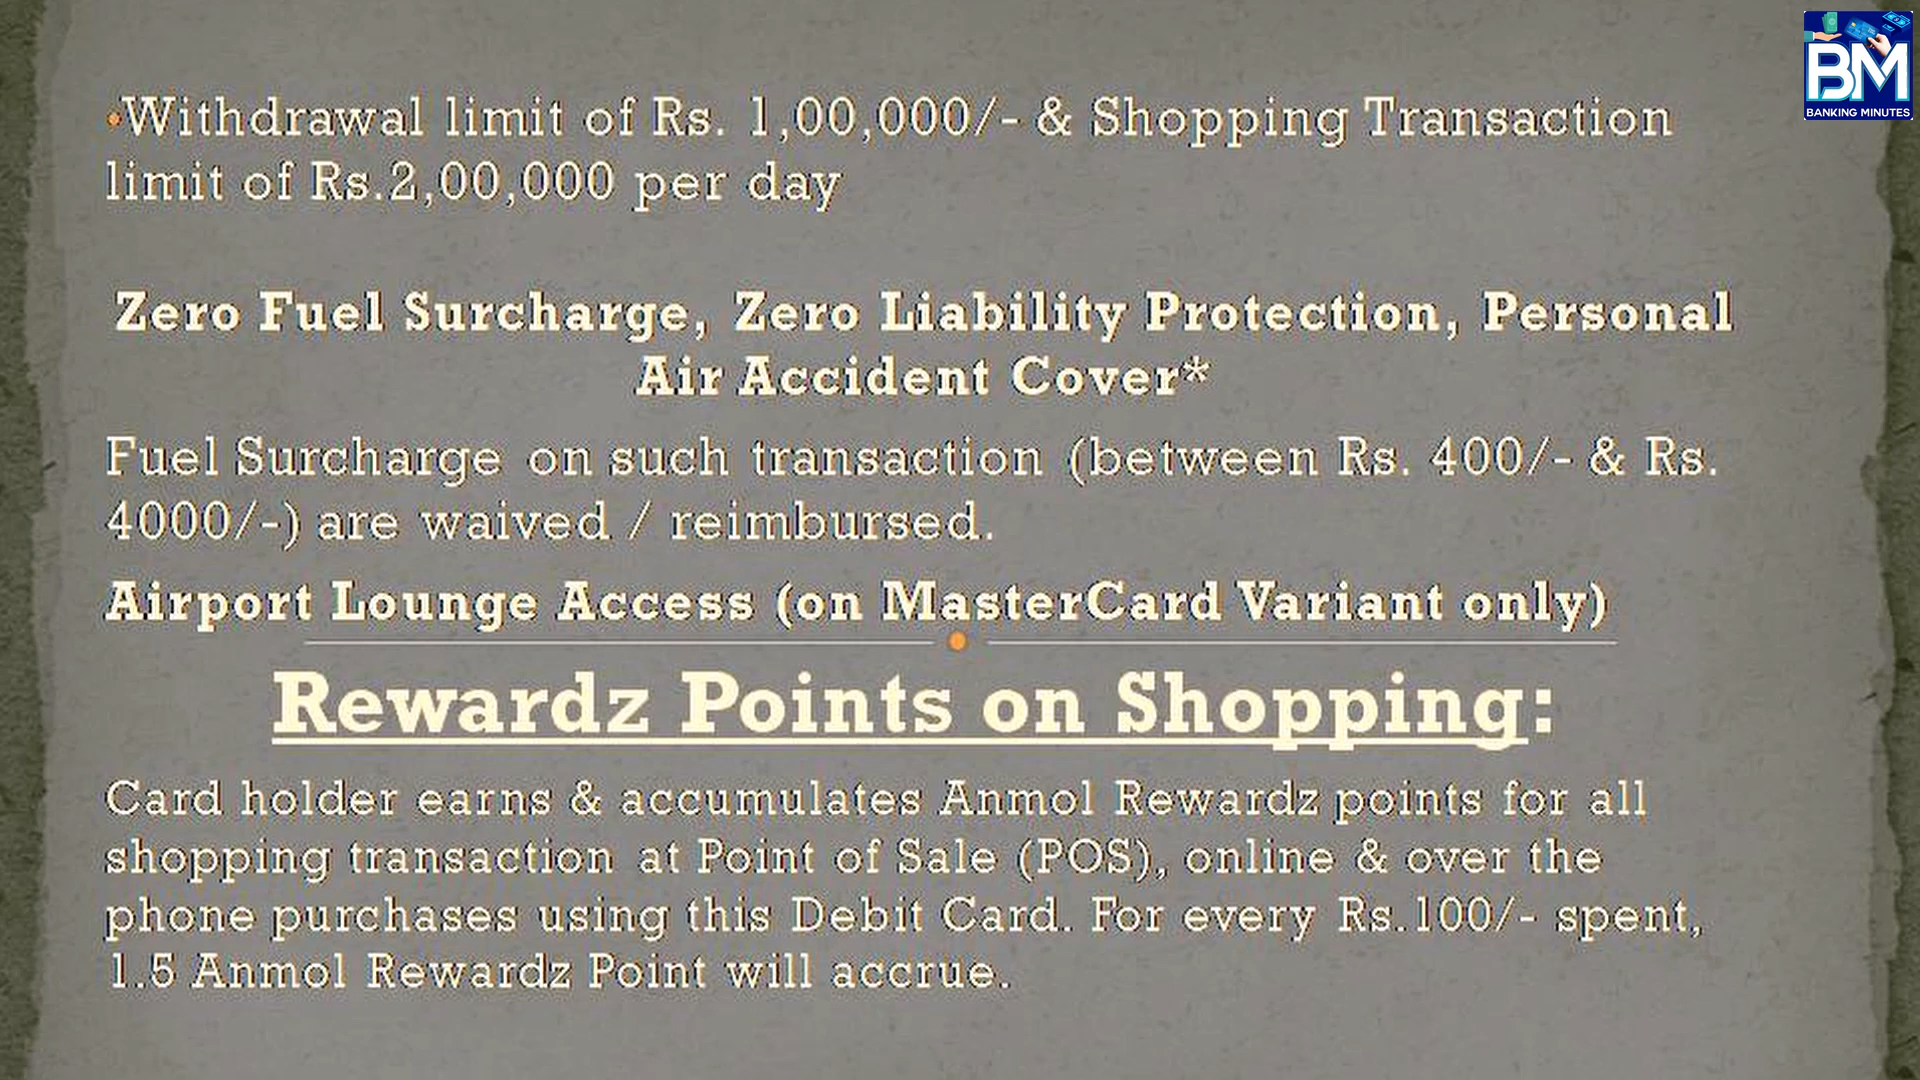 BM
BANKING MINUTES
•Withdrawal limit of Rs. 1,00,000/- & Shopping Transaction
limit of Rs.2,00,000 per day
Zero Fuel Surcharge, Zero Liability Protection, Personal
Air Accident Cover*
Fuel Surcharge on such transaction (between Rs. 400/- & Rs.
4000/-) are waived / reimbursed.
Airport Lounge Access (on MasterCard Variant only)
Rewardz Points on Shopping:
Card holder earns & accumulates Anmol Rewardz points for all
shopping transaction at Point of Sale (POS), online & over the
phone purchases using this Debit Card. For every Rs.100/- spent,
1.5 Anmol Rewardz Point will accrue.